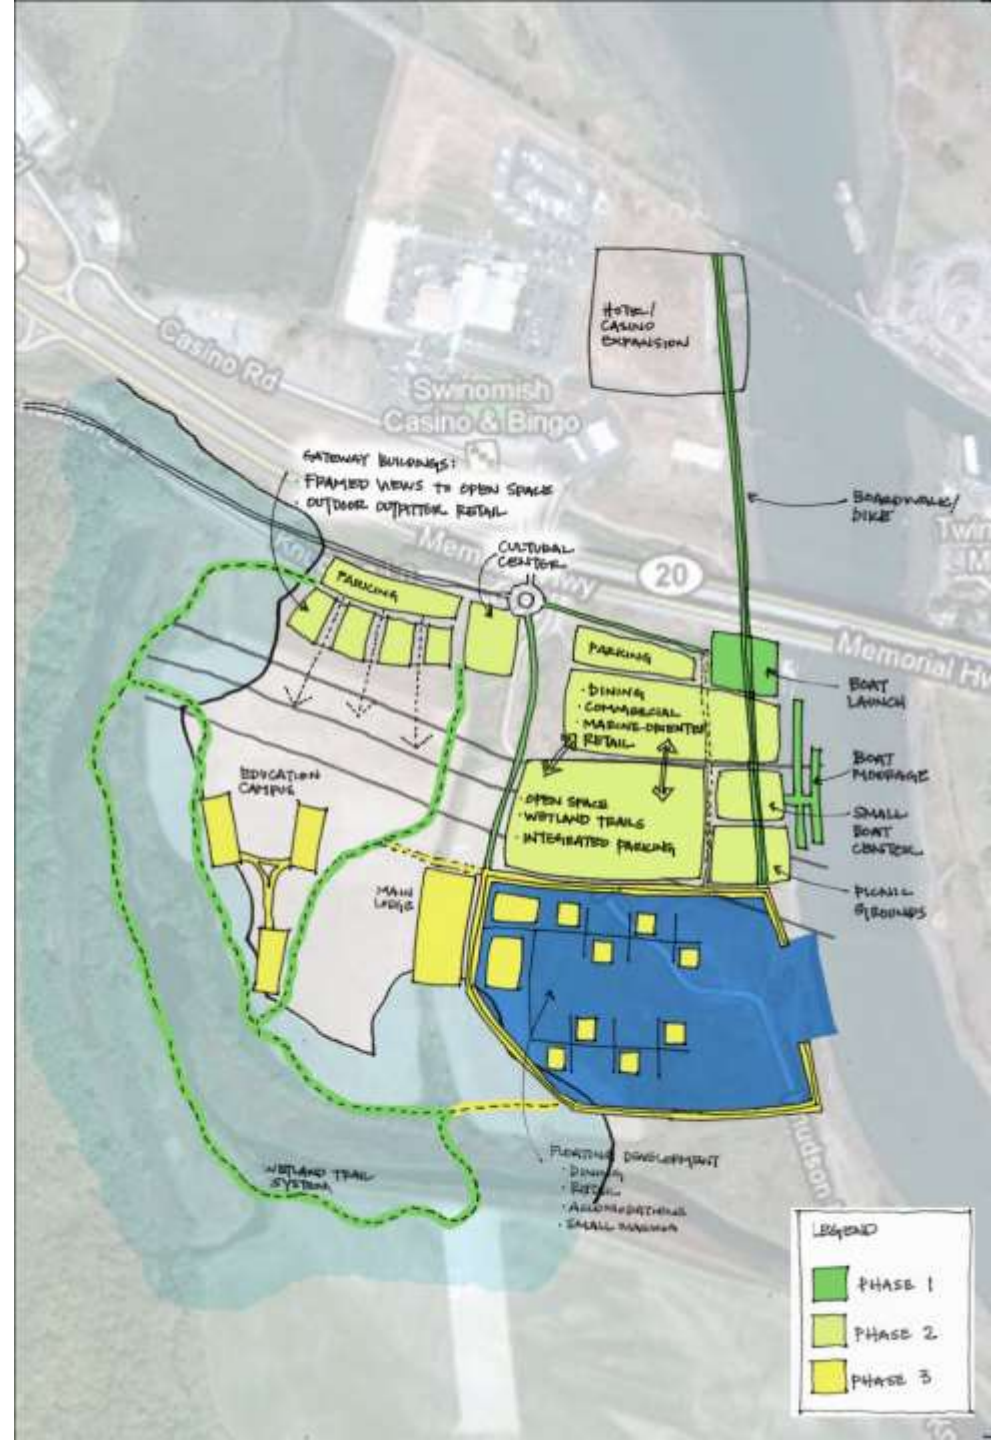 HOTEL/
CASINO
EXPANSION
Casino Rd
Swinomish
Casino & Bingo
GATEWAY BUILDINGS:
· FRAMED VIEWS TO OPEN SPACE
· OUTDOOR OUTFITTER RETAIL
BOARDWALK/
DIKE
CULTURAL
CENTER
Hwy
20
Memorial
PARKING
PARKING
BOAT
LAUNCH
· DINING
· COMMERCIAL
· MARINE-ORIENTED
RETAIL
BOAT
MOORAGE
EDUCATION
CAMPUS
· OPEN SPACE
· WETLAND TRAILS
· INTEGRATED PARKING
SMALL
BOAT
CENTER
MAIN
LODGE
PICNIC
GROUNDS
WETLAND TRAIL
SYSTEM
FLOATING DEVELOPMENT
· DINING
· RETAIL
· ACCOMODATIONS
· SMALL MARINA
LEGEND
PHASE 1
PHASE 2
PHASE 3